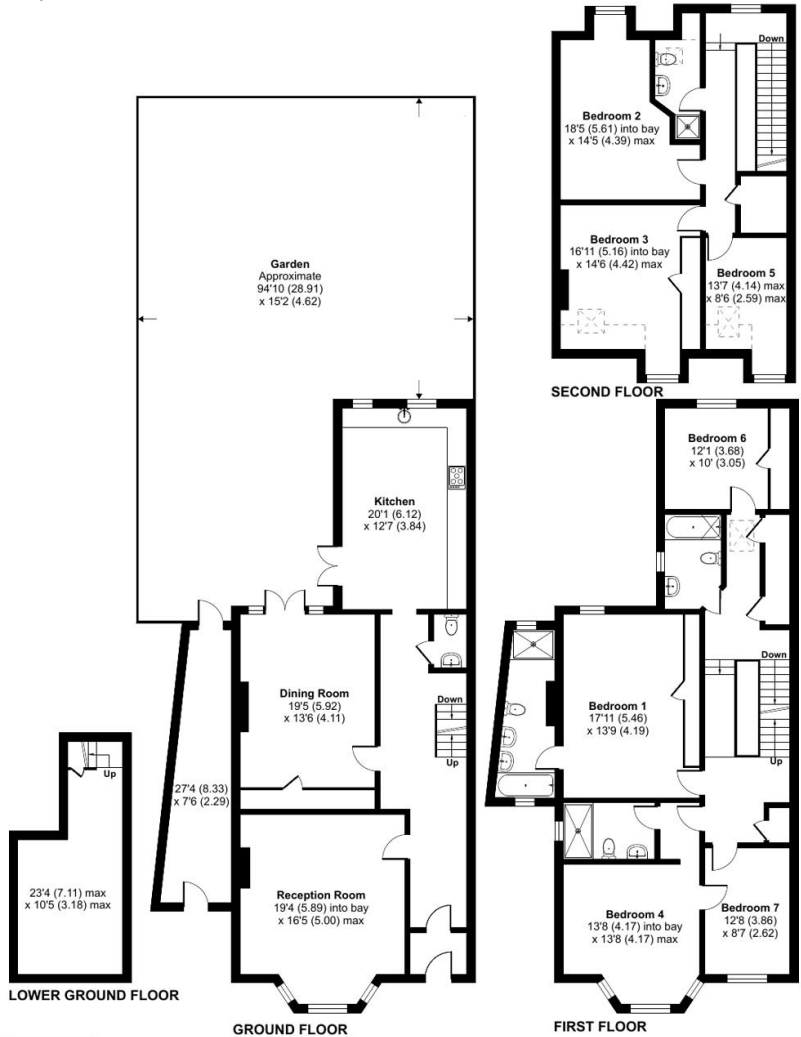 Down
Bedroom 2
18'5 (5.61) into bay
x 14'5 (4.39) max
Bedroom 3
16'11 (5.16) into bay
x 14'6 (4.42) max
Bedroom 5
13'7 (4.14) max
x 8'6 (2.59) max
SECOND FLOOR
Garden
Approximate
94'10 (28.91)
x 15'2 (4.62)
Kitchen
20'1 (6.12)
x 12'7 (3.84)
Dining Room
19'5 (5.92)
x 13'6 (4.11)
Down
Up
27'4 (8.33)
x 7'6 (2.29)
Reception Room
19'4 (5.89) into bay
x 16'5 (5.00) max
GROUND FLOOR
Up
23'4 (7.11) max
x 10'5 (3.18) max
LOWER GROUND FLOOR
Bedroom 6
12'1 (3.68)
x 10' (3.05)
Down
Up
Bedroom 1
17'11 (5.46)
x 13'9 (4.19)
Bedroom 4
13'8 (4.17) into bay
x 13'8 (4.17) max
Bedroom 7
12'8 (3.86)
x 8'7 (2.62)
FIRST FLOOR